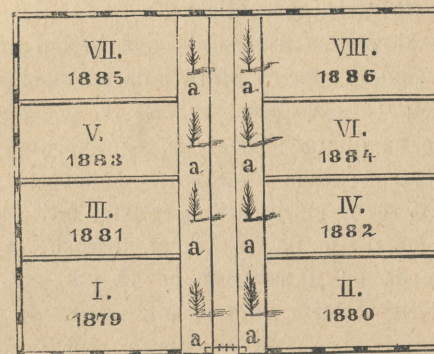 VII. VIII.
1885 1886
a a
V. VI.
1883 1884
a a
III. IV.
1881 1882
a a
I. II.
1879 1880
a a